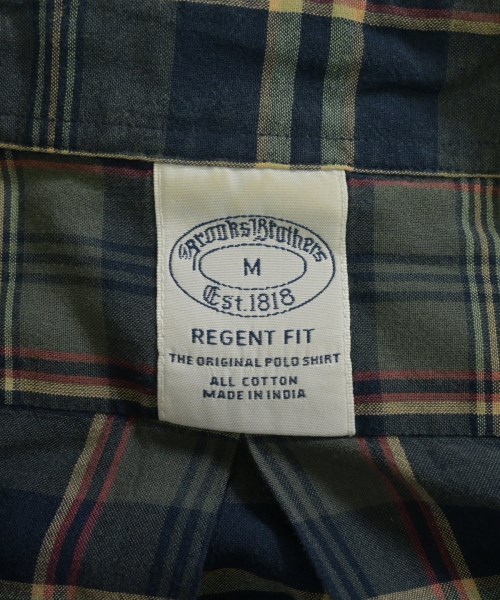 Brooks Brothers
M
Est. 1818
REGENT FIT
THE ORIGINAL POLO SHIRT
ALL COTTON
MADE IN INDIA